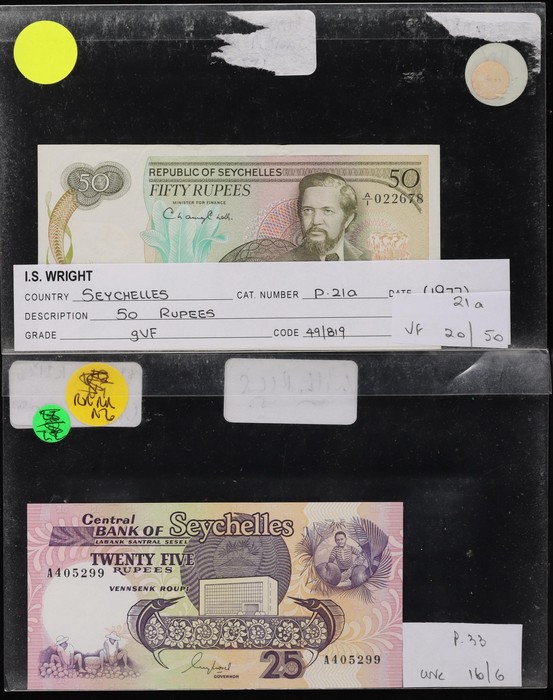 50
REPUBLIC OF SEYCHELLES
FIFTY RUPEES
MINISTER FOR FINANCE
50
A/1 022678
I.S. WRIGHT
COUNTRY SEYCHELLES CAT. NUMBER P.21a DATE (1977)
DESCRIPTION 50 RUPEES
GRADE gVF CODE 49/819
21a
VF 20/50
Central
BANK OF Seychelles
LABANK SANTRAL SESEL
TWENTY FIVE
RUPEES
A405299
VENNSENK ROUPI
GOVERNOR
25
A405299
P.33
UNC 16/6